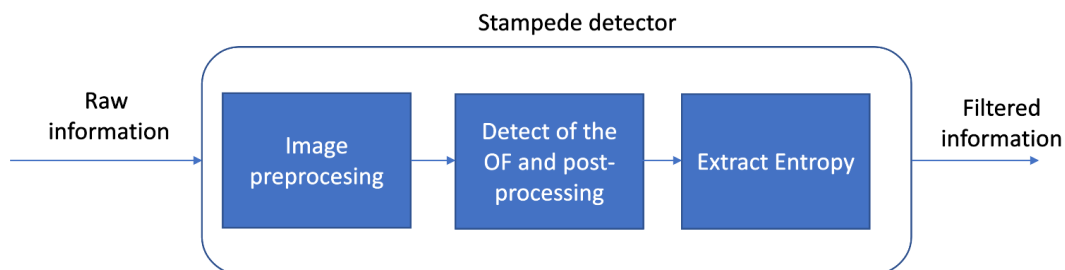 Stampede detector
Raw
information
Image
preprocesing
Detect of the
OF and post-
processing
Extract Entropy
Filtered
information